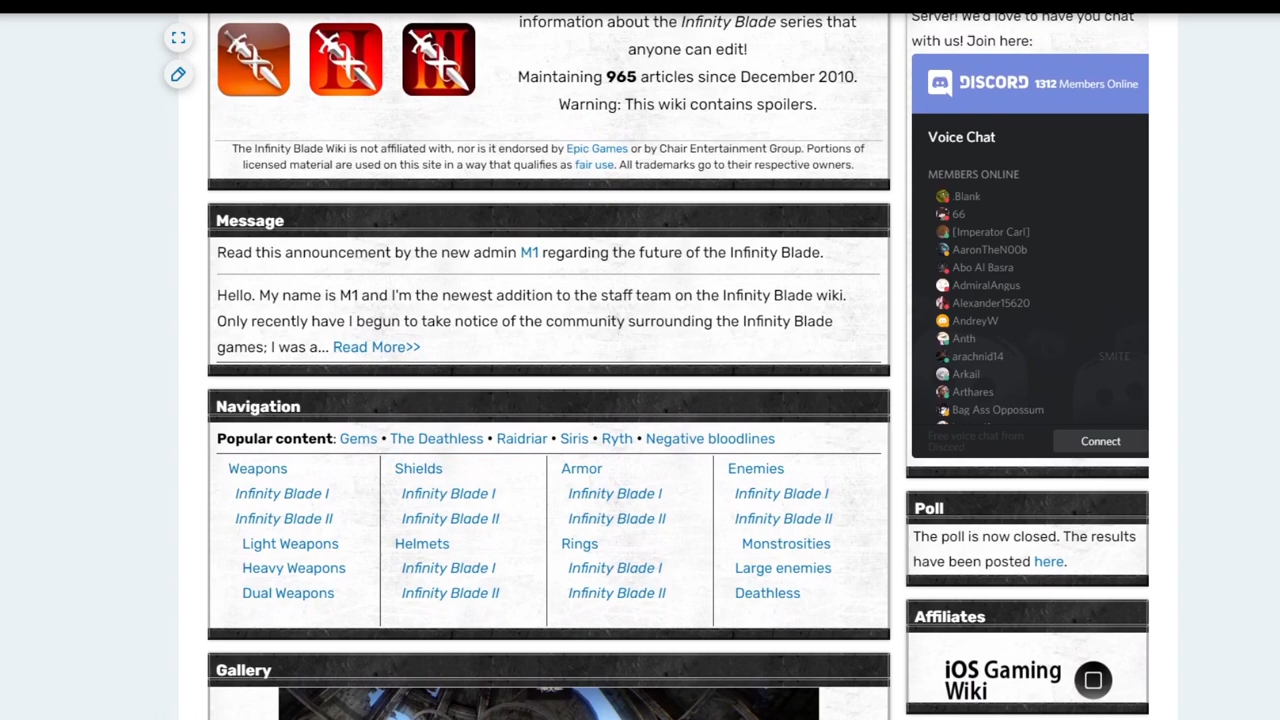 information about the Infinity Blade series that
anyone can edit!
Maintaining 965 articles since December 2010.
Warning: This wiki contains spoilers.
The Infinity Blade Wiki is not affiliated with, nor is it endorsed by Epic Games or by Chair Entertainment Group. Portions of
licensed material are used on this site in a way that qualifies as fair use. All trademarks go to their respective owners.
Message
Read this announcement by the new admin M1 regarding the future of the Infinity Blade.
Hello. My name is M1 and I'm the newest addition to the staff team on the Infinity Blade wiki.
Only recently have I begun to take notice of the community surrounding the Infinity Blade
games; I was a... Read More>>
Navigation
Popular content: Gems • The Deathless • Raidriar • Siris • Ryth • Negative bloodlines
Weapons
Infinity Blade I
Infinity Blade II
Light Weapons
Heavy Weapons
Dual Weapons
Shields
Infinity Blade I
Infinity Blade II
Helmets
Infinity Blade I
Infinity Blade II
Armor
Infinity Blade I
Infinity Blade II
Rings
Infinity Blade I
Infinity Blade II
Enemies
Infinity Blade I
Infinity Blade II
Monstrosities
Large enemies
Deathless
Gallery
Server! We'd love to have you chat
with us! Join here:
DISCORD 1312 Members Online
Voice Chat
MEMBERS ONLINE
.Blank
66
[Imperator Carl]
AaronTheN00b
Abo Al Basra
AdmiralAngus
Alexander15620
AndreyW
Anth
arachnid14 SMITE
Arkail
Arthares
Bag Ass Oppossum
Free voice chat from
Discord
Connect
Poll
The poll is now closed. The results
have been posted here.
Affiliates
iOS Gaming
Wiki